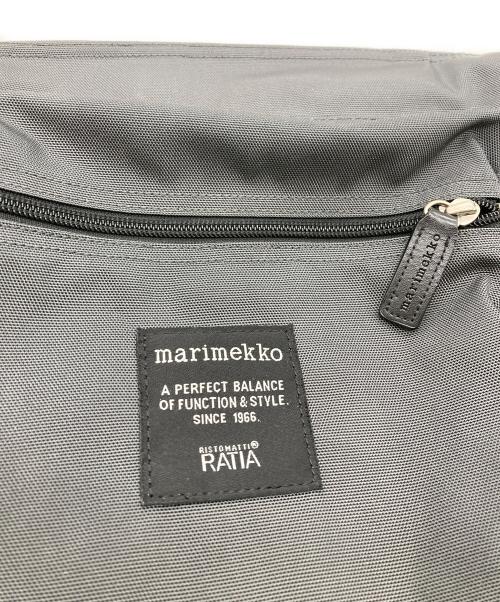 marimekko
marimekko
A PERFECT BALANCE
OF FUNCTION & STYLE.
SINCE 1966.
RISTOMATTI®
RATIA